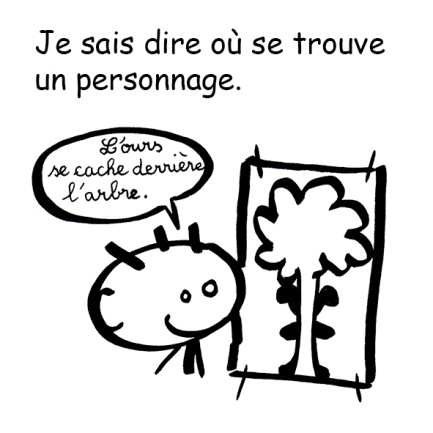 Je sais dire où se trouve
un personnage.
L'ours
se cache derrière
l'arbre.